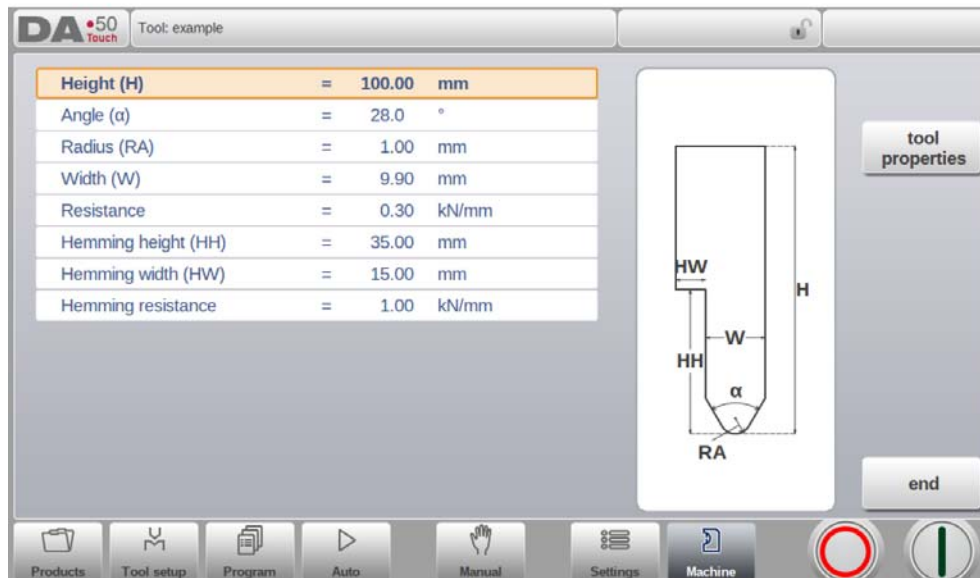 DA•50
Touch
Tool: example
Height (H) = 100.00 mm
Angle (α) = 28.0 °
Radius (RA) = 1.00 mm
Width (W) = 9.90 mm
Resistance = 0.30 kN/mm
Hemming height (HH) = 35.00 mm
Hemming width (HW) = 15.00 mm
Hemming resistance = 1.00 kN/mm
HW
H
W
HH
α
RA
tool
properties
end
Products
Tool setup
Program
Auto
Manual
Settings
Machine